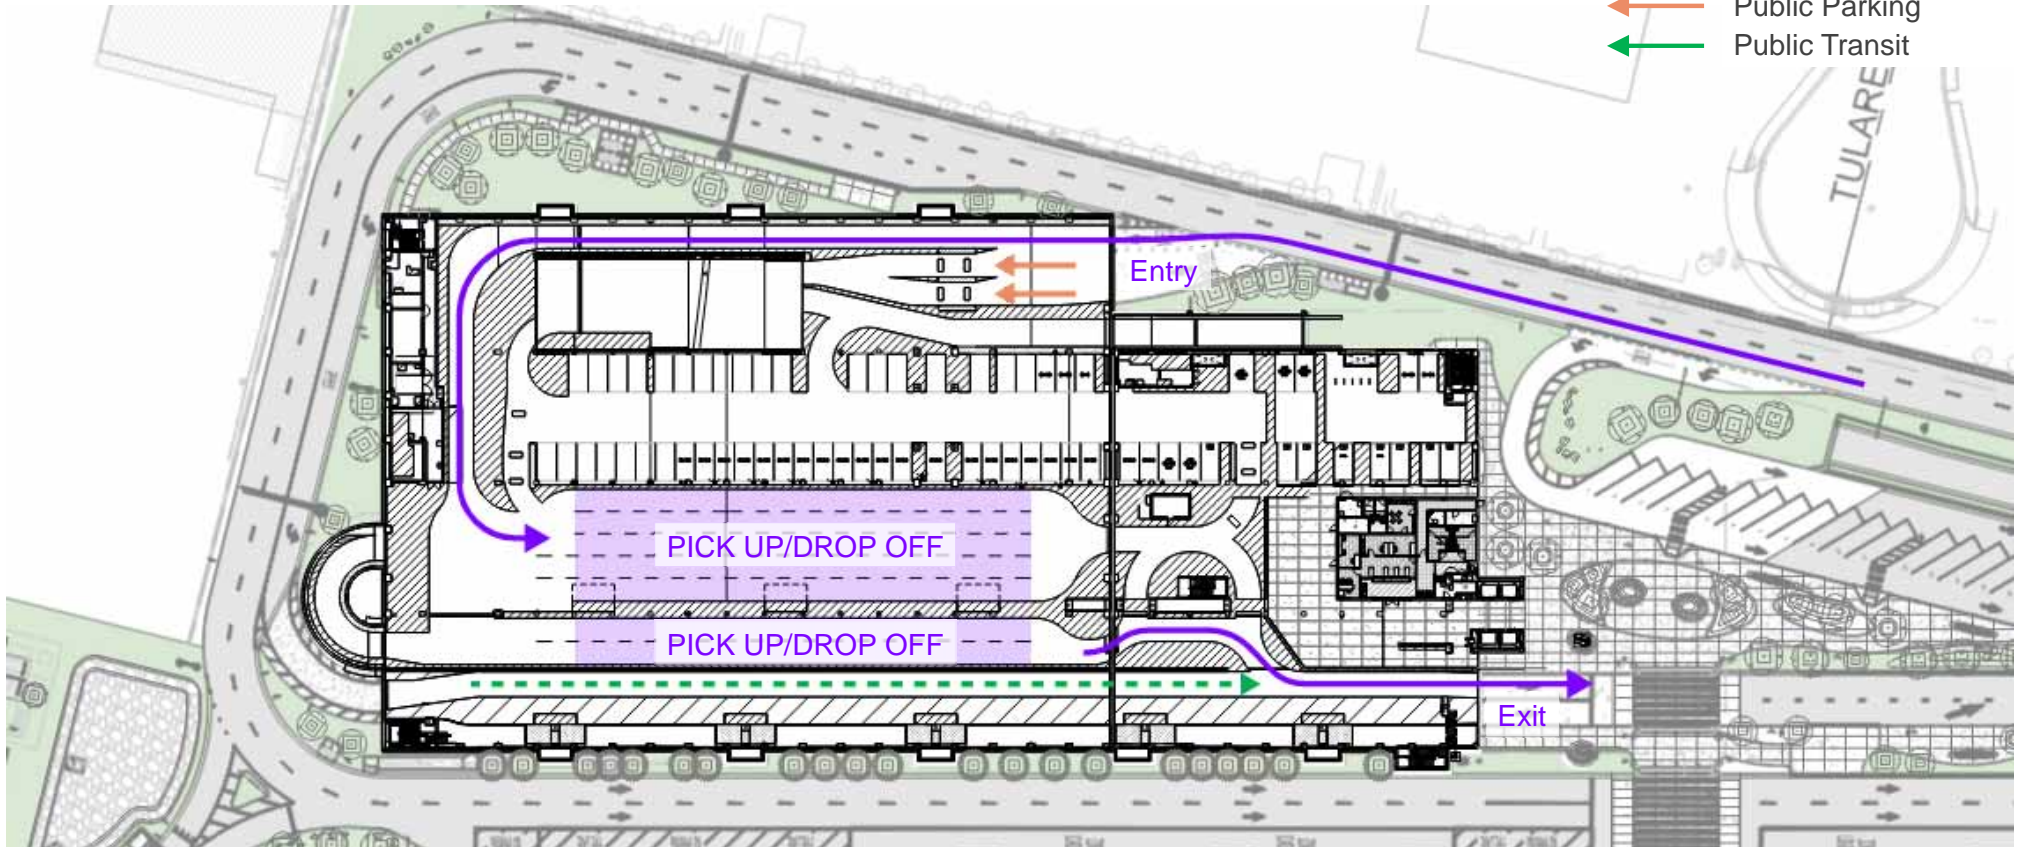 Public Parking
Public Transit
TULARE
Entry
PICK UP/DROP OFF
PICK UP/DROP OFF
Exit